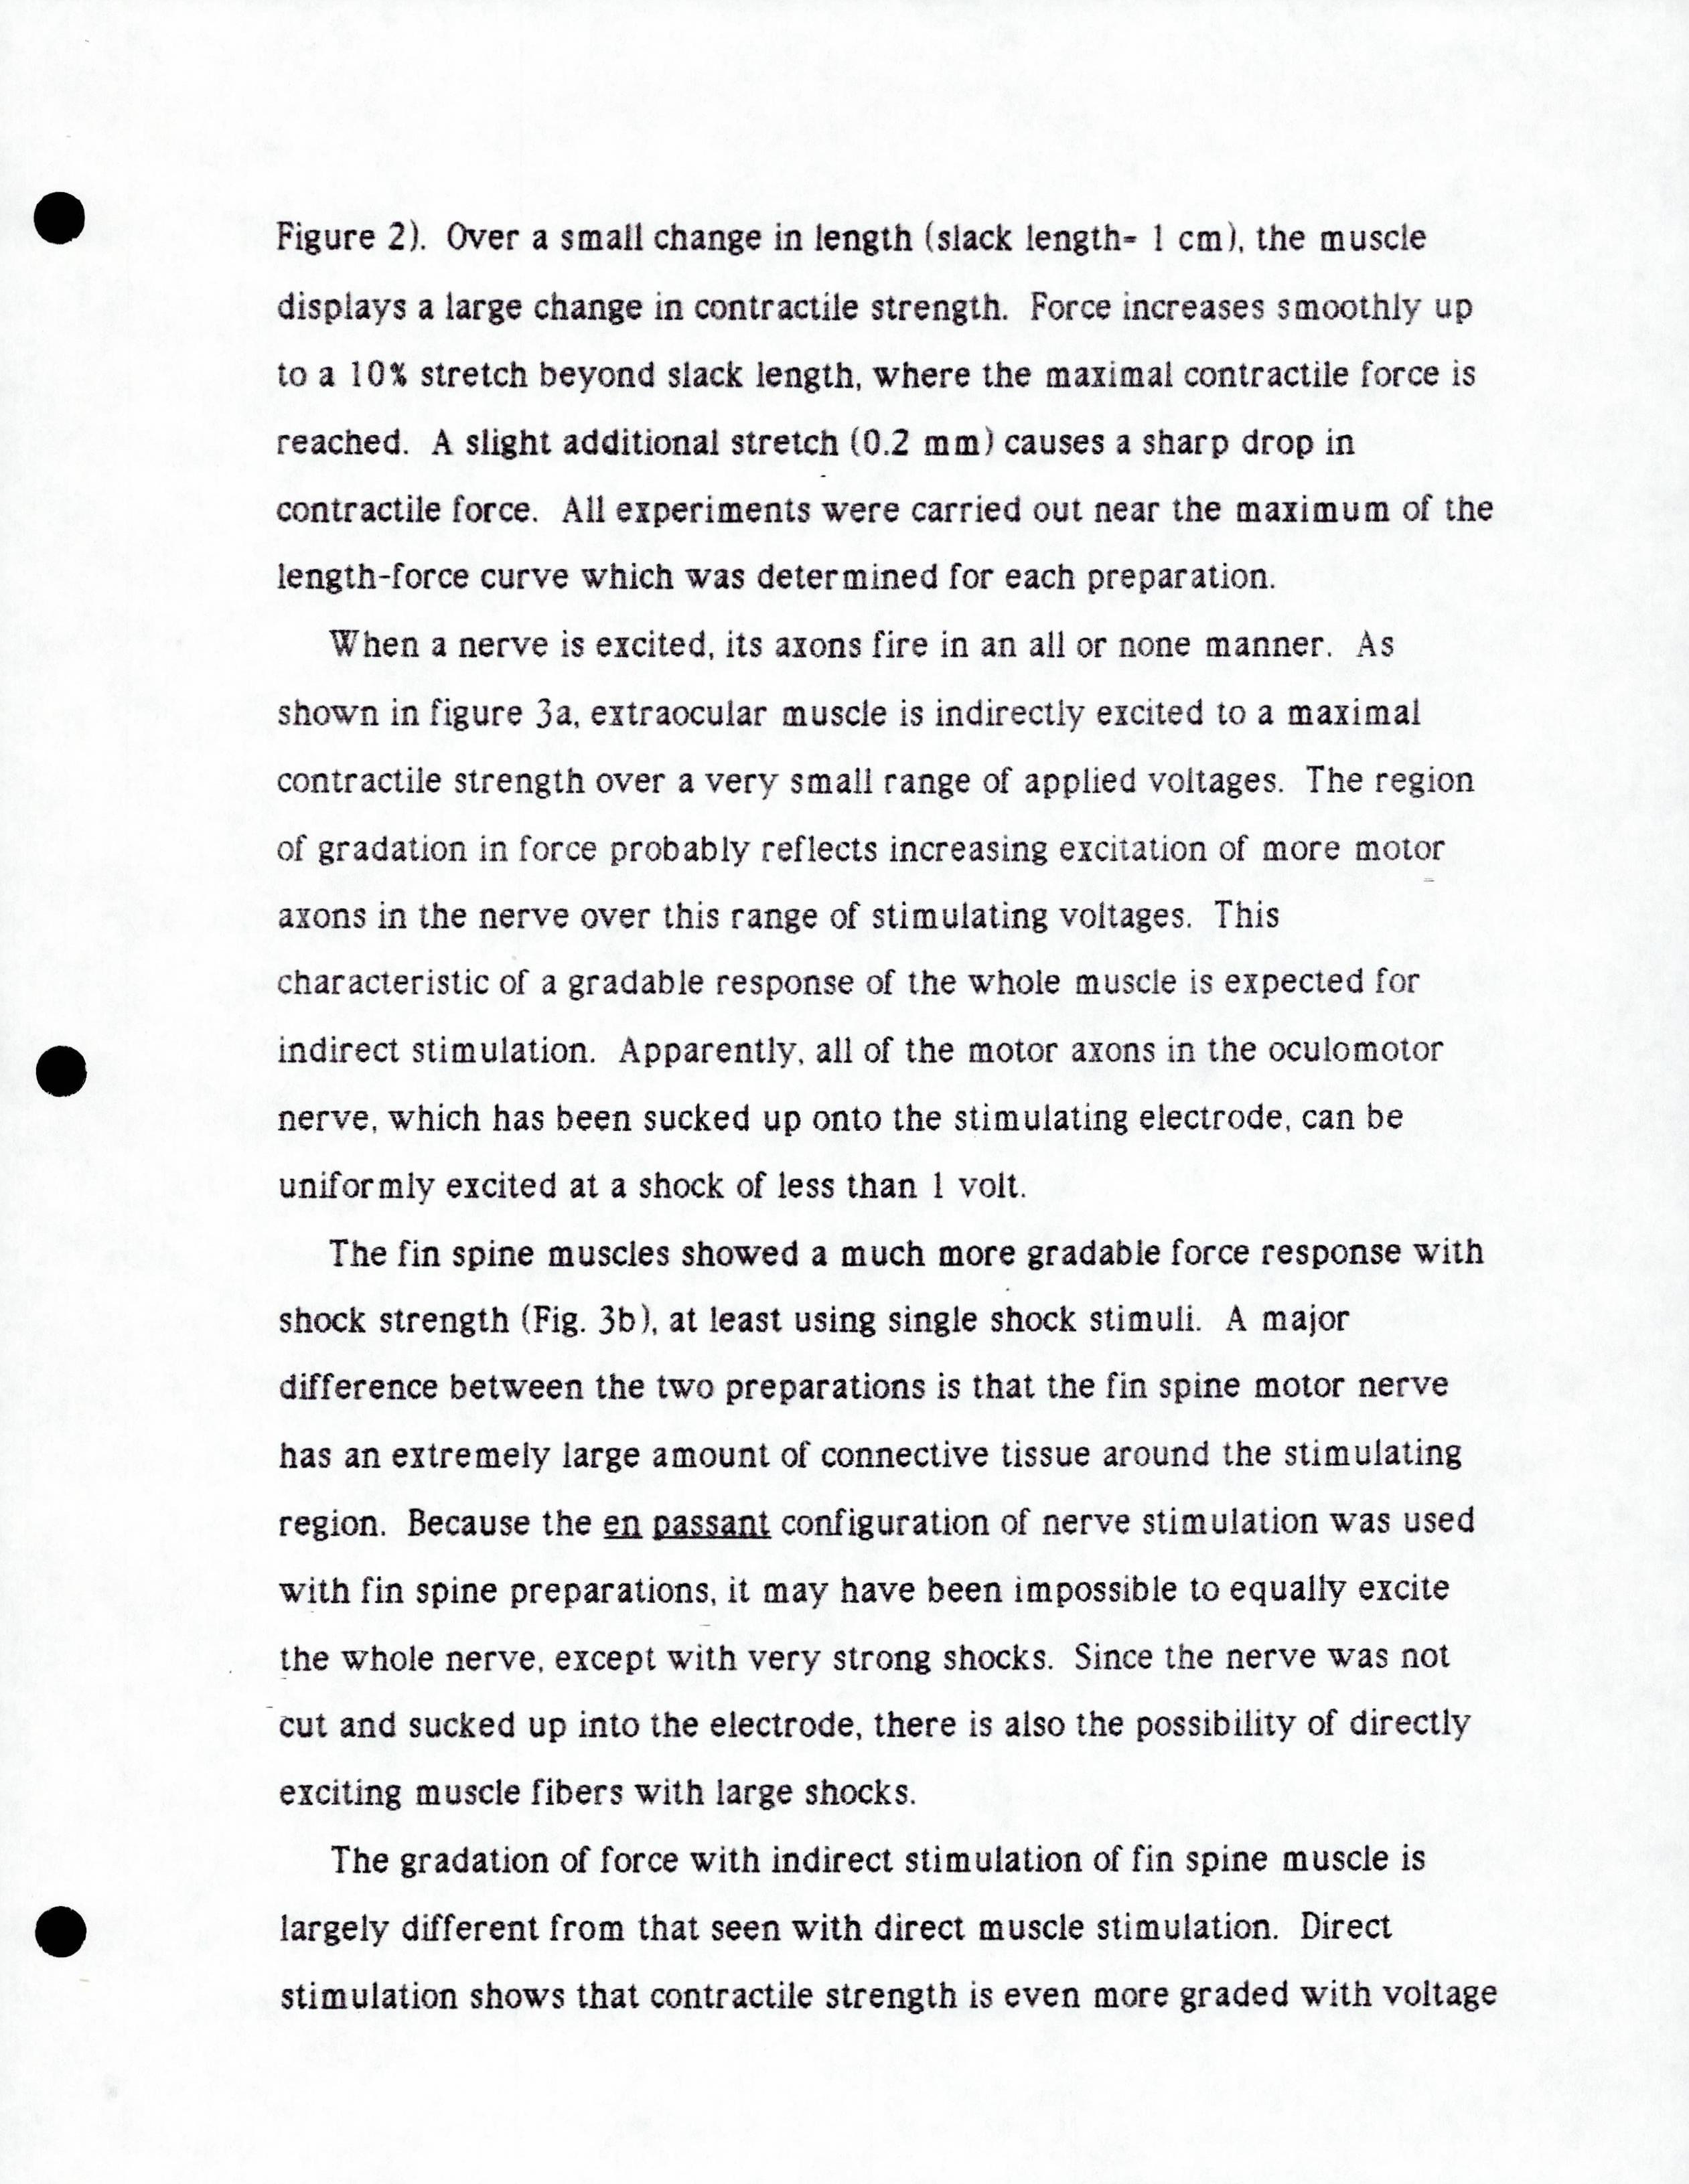 Figure 2). Over a small change in length (slack length= 1 cm), the muscle
displays a large change in contractile strength. Force increases smoothly up
to a 10% stretch beyond slack length, where the maximal contractile force is
reached. A slight additional stretch (0.2 mm) causes a sharp drop in
contractile force. All experiments were carried out near the maximum of the
length-force curve which was determined for each preparation.
When a nerve is excited, its axons fire in an all or none manner. As
shown in figure 3a, extraocular muscle is indirectly excited to a maximal
contractile strength over a very small range of applied voltages. The region
of gradation in force probably reflects increasing excitation of more motor
axons in the nerve over this range of stimulating voltages. This
characteristic of a gradable response of the whole muscle is expected for
indirect stimulation. Apparently, all of the motor axons in the oculomotor
nerve, which has been sucked up onto the stimulating electrode, can be
uniformly excited at a shock of less than 1 volt.
The fin spine muscles showed a much more gradable force response with
shock strength (Fig. 3b), at least using single shock stimuli. A major
difference between the two preparations is that the fin spine motor nerve
has an extremely large amount of connective tissue around the stimulating
region. Because the en passant configuration of nerve stimulation was used
with fin spine preparations, it may have been impossible to equally excite
the whole nerve, except with very strong shocks. Since the nerve was not
cut and sucked up into the electrode, there is also the possibility of directly
exciting muscle fibers with large shocks.
The gradation of force with indirect stimulation of fin spine muscle is
largely different from that seen with direct muscle stimulation. Direct
stimulation shows that contractile strength is even more graded with voltage